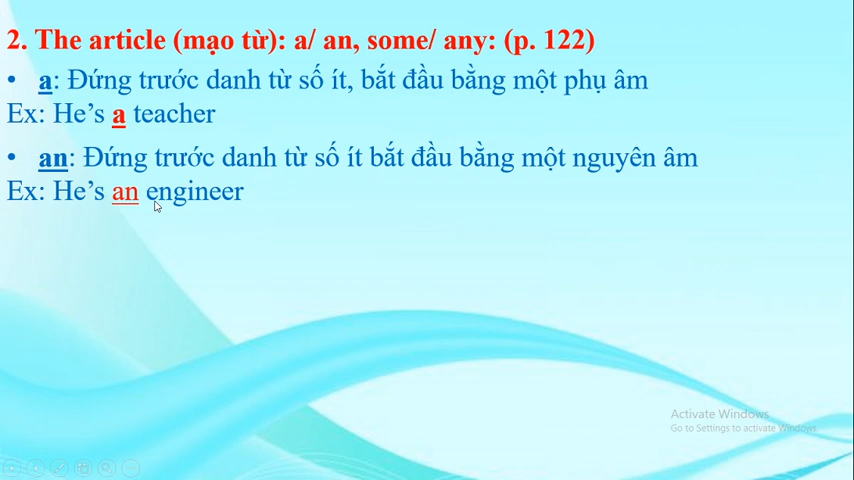 2. The article (mạo từ): a/ an, some/ any: (p. 122)
• a: Đứng trước danh từ số ít, bắt đầu bằng một phụ âm
Ex: He’s a teacher
• an: Đứng trước danh từ số ít bắt đầu bằng một nguyên âm
Ex: He’s an engineer
Activate Windows
Go to Settings to activate Windows.